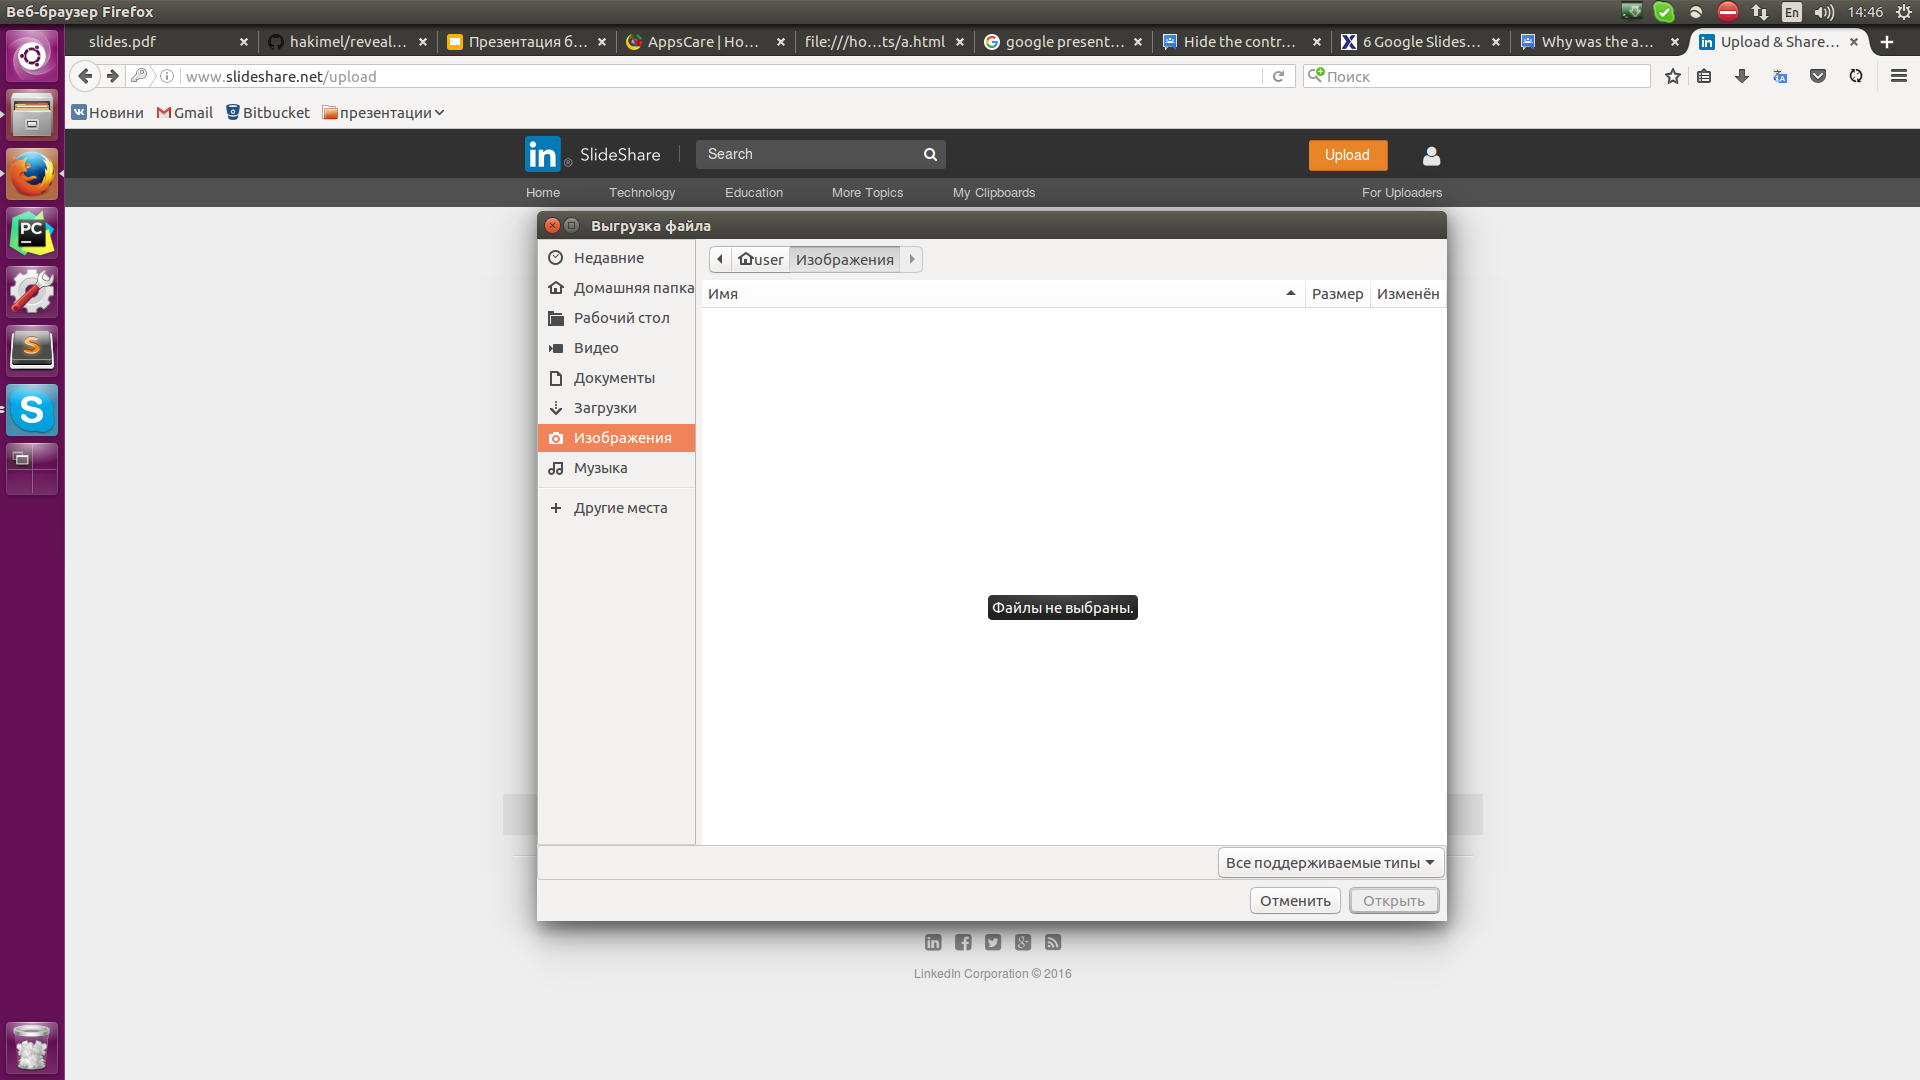 Веб-браузер Firefox
En
14:46
slides.pdf
hakimel/reveal...
Презентация б...
AppsCare | Ho...
file:///ho...ts/a.html
google present...
Hide the contr...
6 Google Slides...
Why was the a...
Upload & Share...
www.slideshare.net/upload
Поиск
Новини
Gmail
Bitbucket
презентации
in ® SlideShare
Search
Upload
Home
Technology
Education
More Topics
My Clipboards
For Uploaders
Выгрузка файла
Недавние
Домашняя папка
Рабочий стол
Видео
Документы
Загрузки
Изображения
Музыка
Другие места
user
Изображения
Имя
Размер
Изменён
Файлы не выбраны.
Все поддерживаемые типы
Отменить
Открыть
LinkedIn Corporation © 2016
PC
S
S